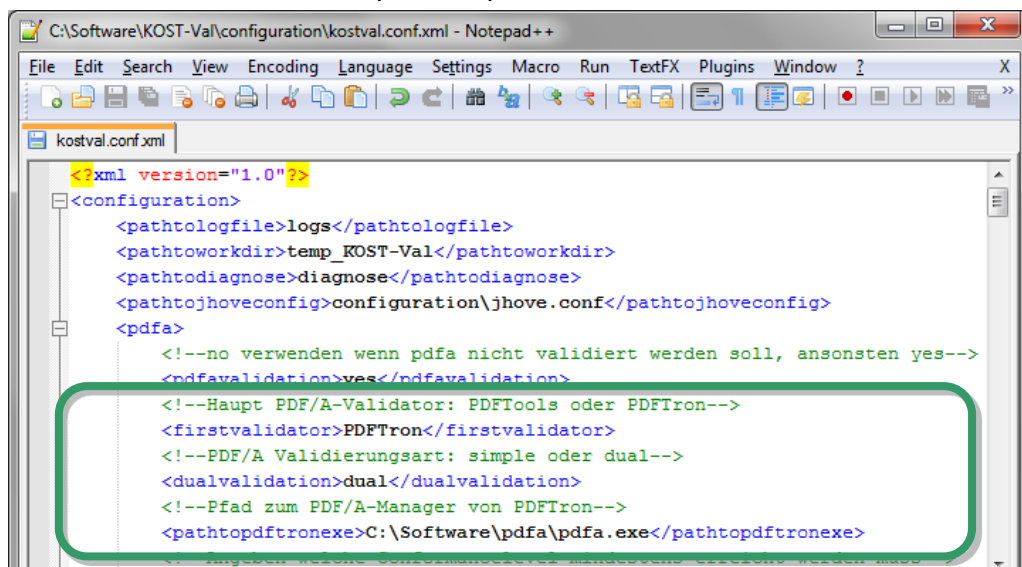 C:\Software\KOST-Val\configuration\kostval.conf.xml - Notepad++
File Edit Search View Encoding Language Settings Macro Run TextFX Plugins Window ? X
kostval.conf.xml
<?xml version="1.0"?>
<configuration>
<pathtologfile>logs</pathtologfile>
<pathtoworkdir>temp_KOST-Val</pathtoworkdir>
<pathtodiagnose>diagnose</pathtodiagnose>
<pathtojhoveconfig>configuration\jhove.conf</pathtojhoveconfig>
<pdfa>
<!--no verwenden wenn pdfa nicht validiert werden soll, ansonsten yes-->
<pdfavalidation>yes</pdfavalidation>
<!--Haupt PDF/A-Validator: PDFTools oder PDFTron-->
<firstvalidator>PDFTron</firstvalidator>
<!--PDF/A Validierungsart: simple oder dual-->
<dualvalidation>dual</dualvalidation>
<!--Pfad zum PDF/A-Manager von PDFTron-->
<pathtopdftronexe>C:\Software\pdfa\pdfa.exe</pathtopdftronexe>